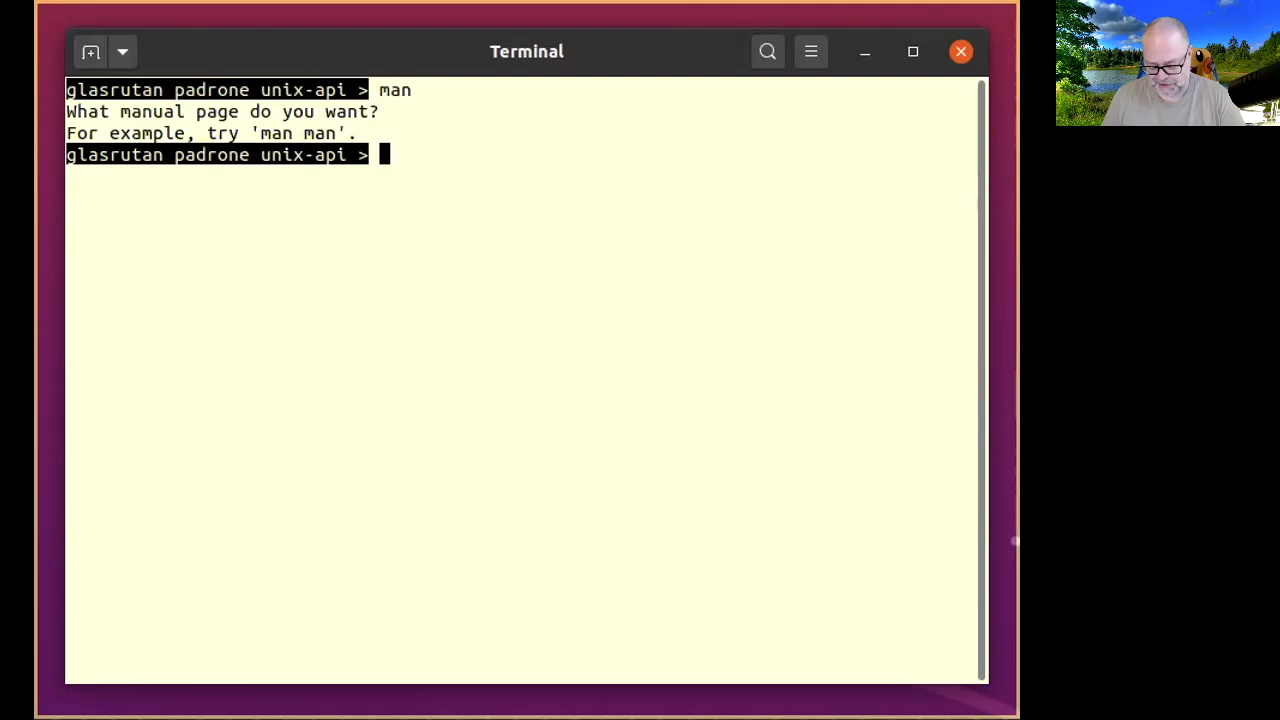 Terminal
glasrutan padrone unix-api > man
What manual page do you want?
For example, try 'man man'.
glasrutan padrone unix-api >